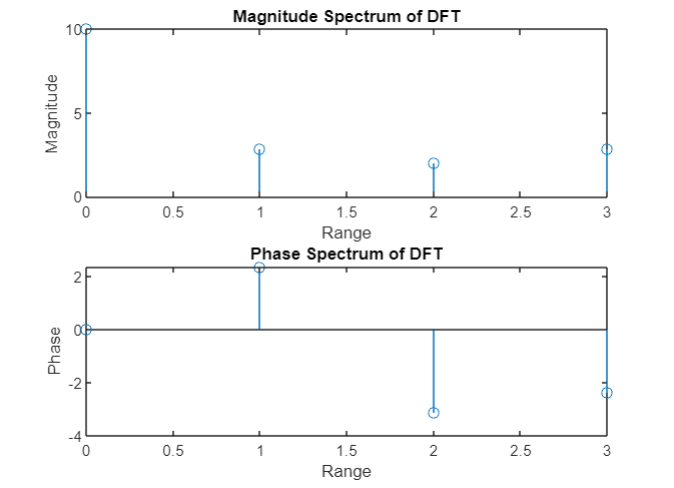 Magnitude Spectrum of DFT
10
5
0
Magnitude
0 0.5 1 1.5 2 2.5 3
Range
Phase Spectrum of DFT
2
0
-2
-4
Phase
0 0.5 1 1.5 2 2.5 3
Range